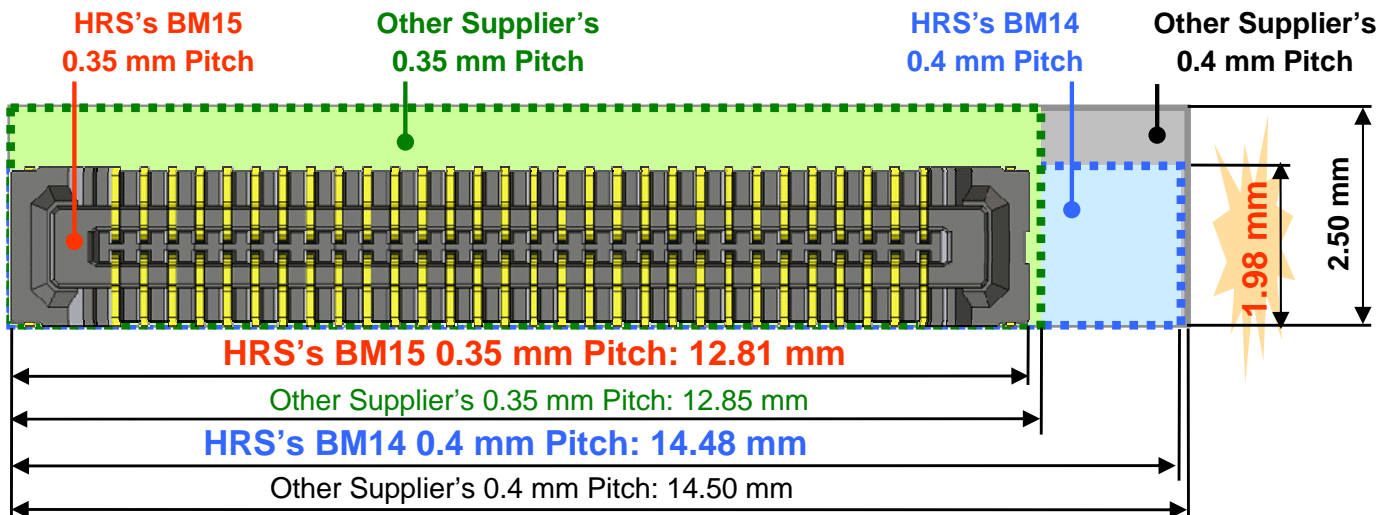 HRS’s BM15
0.35 mm Pitch
Other Supplier’s
0.35 mm Pitch
HRS’s BM14
0.4 mm Pitch
Other Supplier’s
0.4 mm Pitch
1.98 mm
2.50 mm
HRS’s BM15 0.35 mm Pitch: 12.81 mm
Other Supplier’s 0.35 mm Pitch: 12.85 mm
HRS’s BM14 0.4 mm Pitch: 14.48 mm
Other Supplier’s 0.4 mm Pitch: 14.50 mm